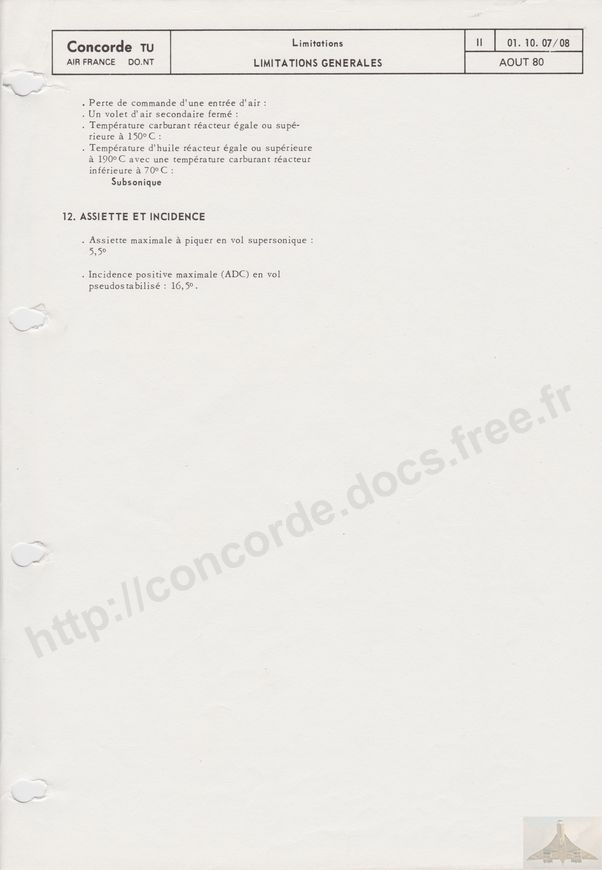 Concorde TU
AIR FRANCE DO.NT
Limitations
LIMITATIONS GENERALES
II
01. 10. 07/08
AOUT 80
. Perte de commande d'une entrée d'air :
. Un volet d'air secondaire fermé :
. Température carburant réacteur égale ou supé-
rieure à 150º C :
. Température d'huile réacteur égale ou supérieure
à 190º C avec une température carburant réacteur
inférieure à 70º C :
Subsonique
12. ASSIETTE ET INCIDENCE
. Assiette maximale à piquer en vol supersonique :
5,5º
. Incidence positive maximale (ADC) en vol
pseudostabilisé : 16,5º.
http://concorde.docs.free.fr